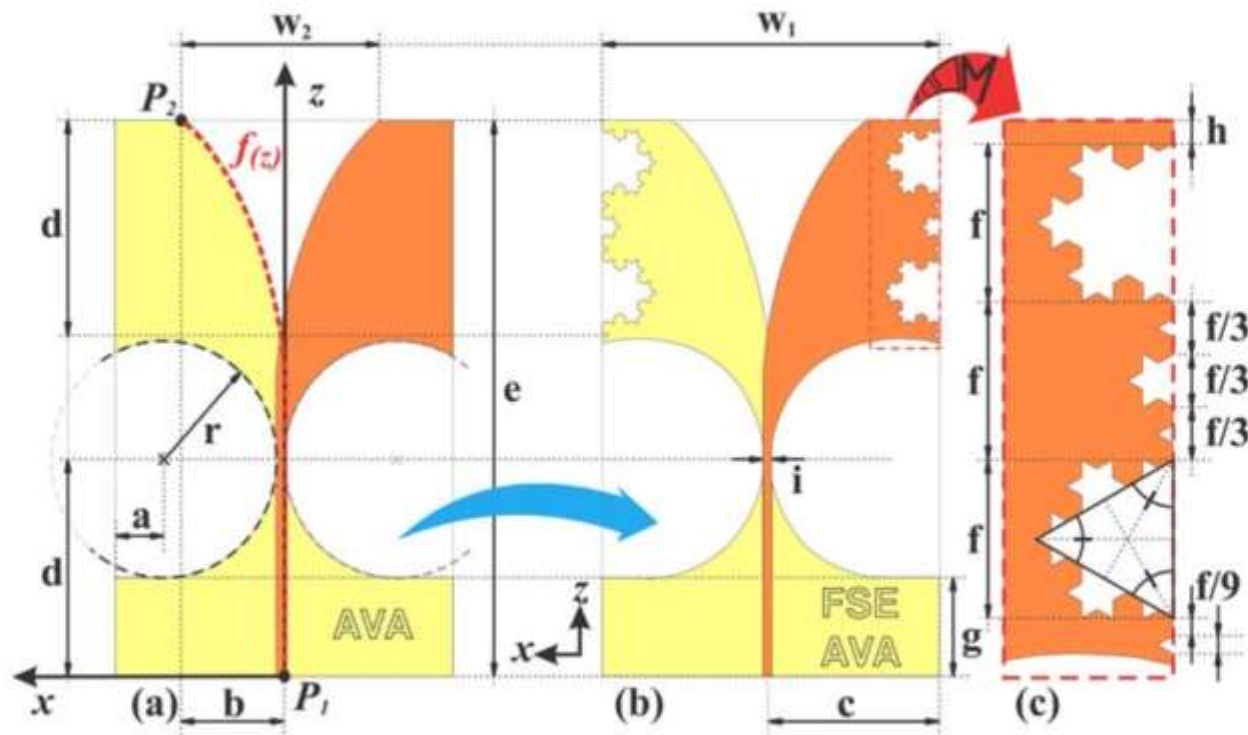 w₂
w₁
P₂
z
f(z)
M
h
d
f
f/3
e
r
f
f/3
i
f/3
a
d
f
f/9
z
AVA
FSE
AVA
x
g
x
(a)
b
P₁
(b)
c
(c)